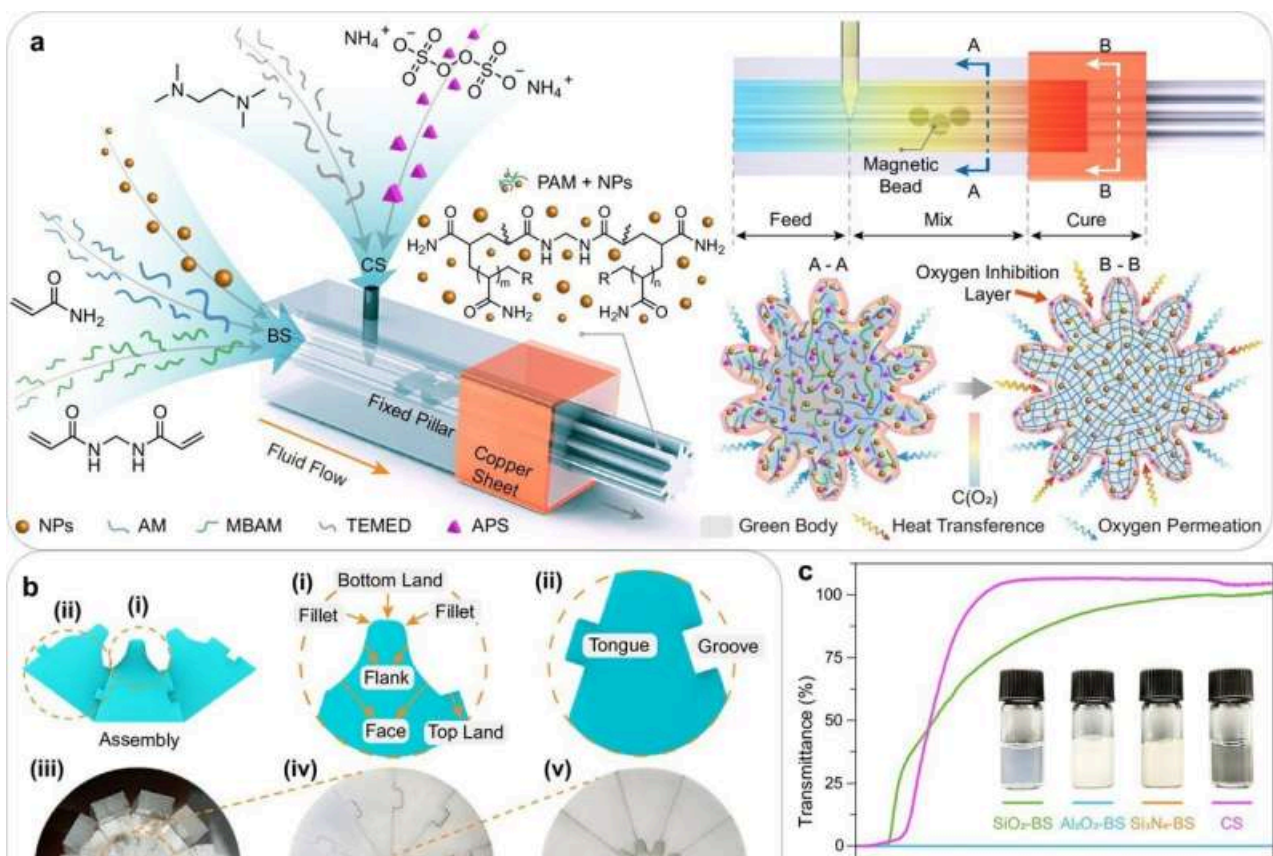 a
NH₄⁺
NH₄⁺
PAM + NPs
CS
BS
Fixed Pillar
Copper
Sheet
Fluid Flow
NPs
AM
MBAM
TEMED
APS
A
B
Magnetic
Bead
A
B
Feed
Mix
Cure
A - A
Oxygen Inhibition
Layer
B - B
C(O₂)
Green Body
Heat Transference
Oxygen Permeation
b
(ii)
(i)
Assembly
(i)
Bottom Land
Fillet
Fillet
Flank
Face
Top Land
(ii)
Tongue
Groove
(iii)
(iv)
(v)
c
Transmittance (%)
100
75
50
25
0
SiO₂-BS
Al₂O₃-BS
Si₃N₄-BS
CS